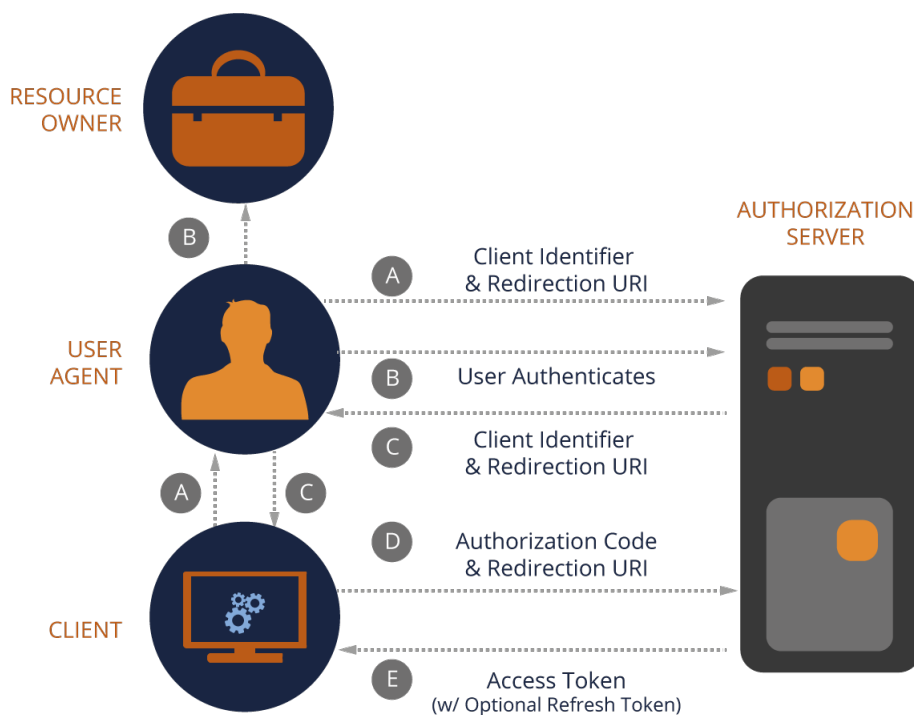 RESOURCE
OWNER
B
AUTHORIZATION
SERVER
A
Client Identifier
& Redirection URI
USER
AGENT
B
User Authenticates
C
Client Identifier
& Redirection URI
A
C
D
Authorization Code
& Redirection URI
CLIENT
E
Access Token
(w/ Optional Refresh Token)